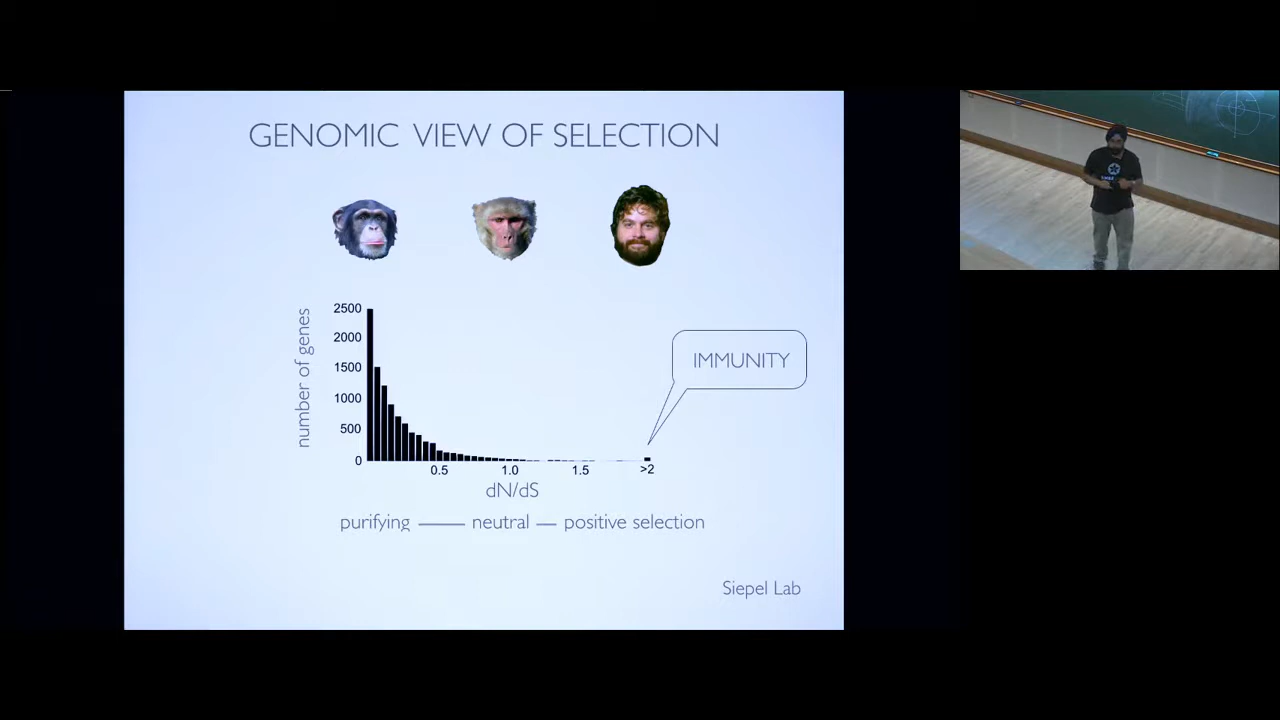 GENOMIC VIEW OF SELECTION
number of genes
2500
2000
1500
1000
500
0
0.5 1.0 1.5 >2
dN/dS
purifying neutral positive selection
IMMUNITY
Siepel Lab